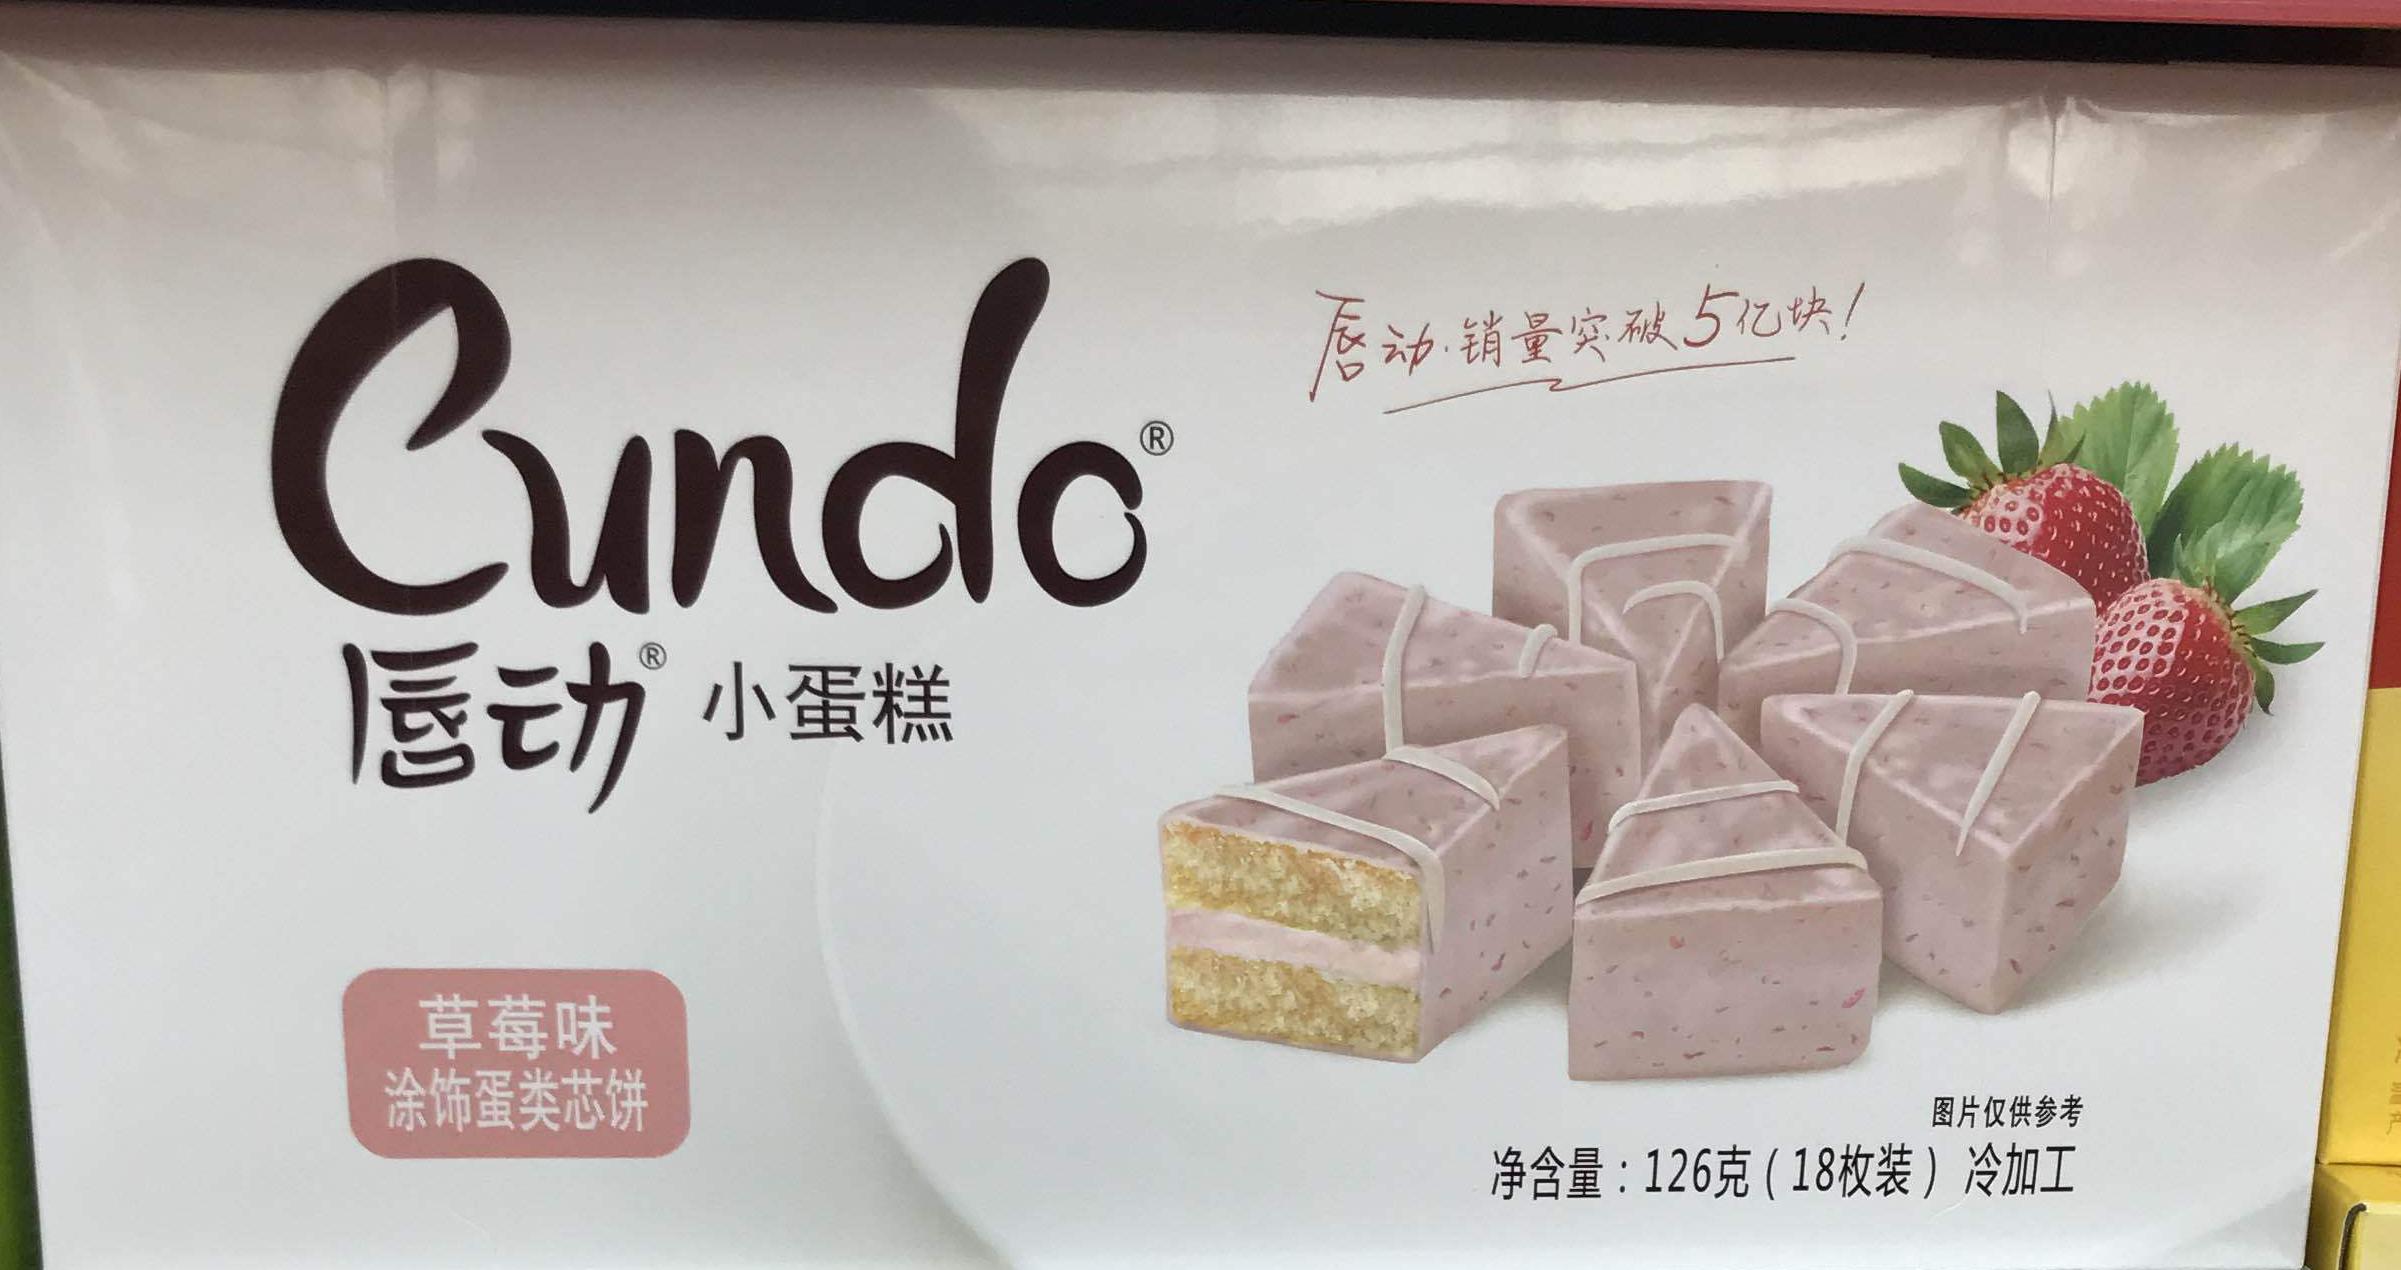 Cundo®
唇动® 小蛋糕
唇动·销量突破5亿块!
草莓味
涂饰蛋类芯饼
图片仅供参考
净含量：126克（18枚装）冷加工